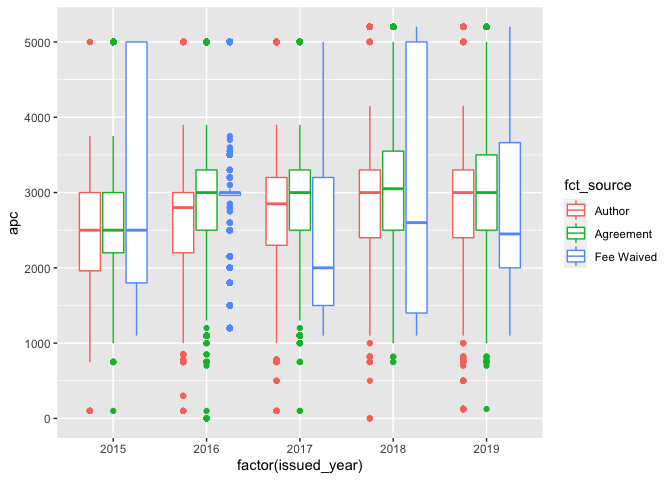 5000
4000
3000
2000
1000
0
apc
2015 2016 2017 2018 2019
factor(issued_year)
fct_source
Author
Agreement
Fee Waived